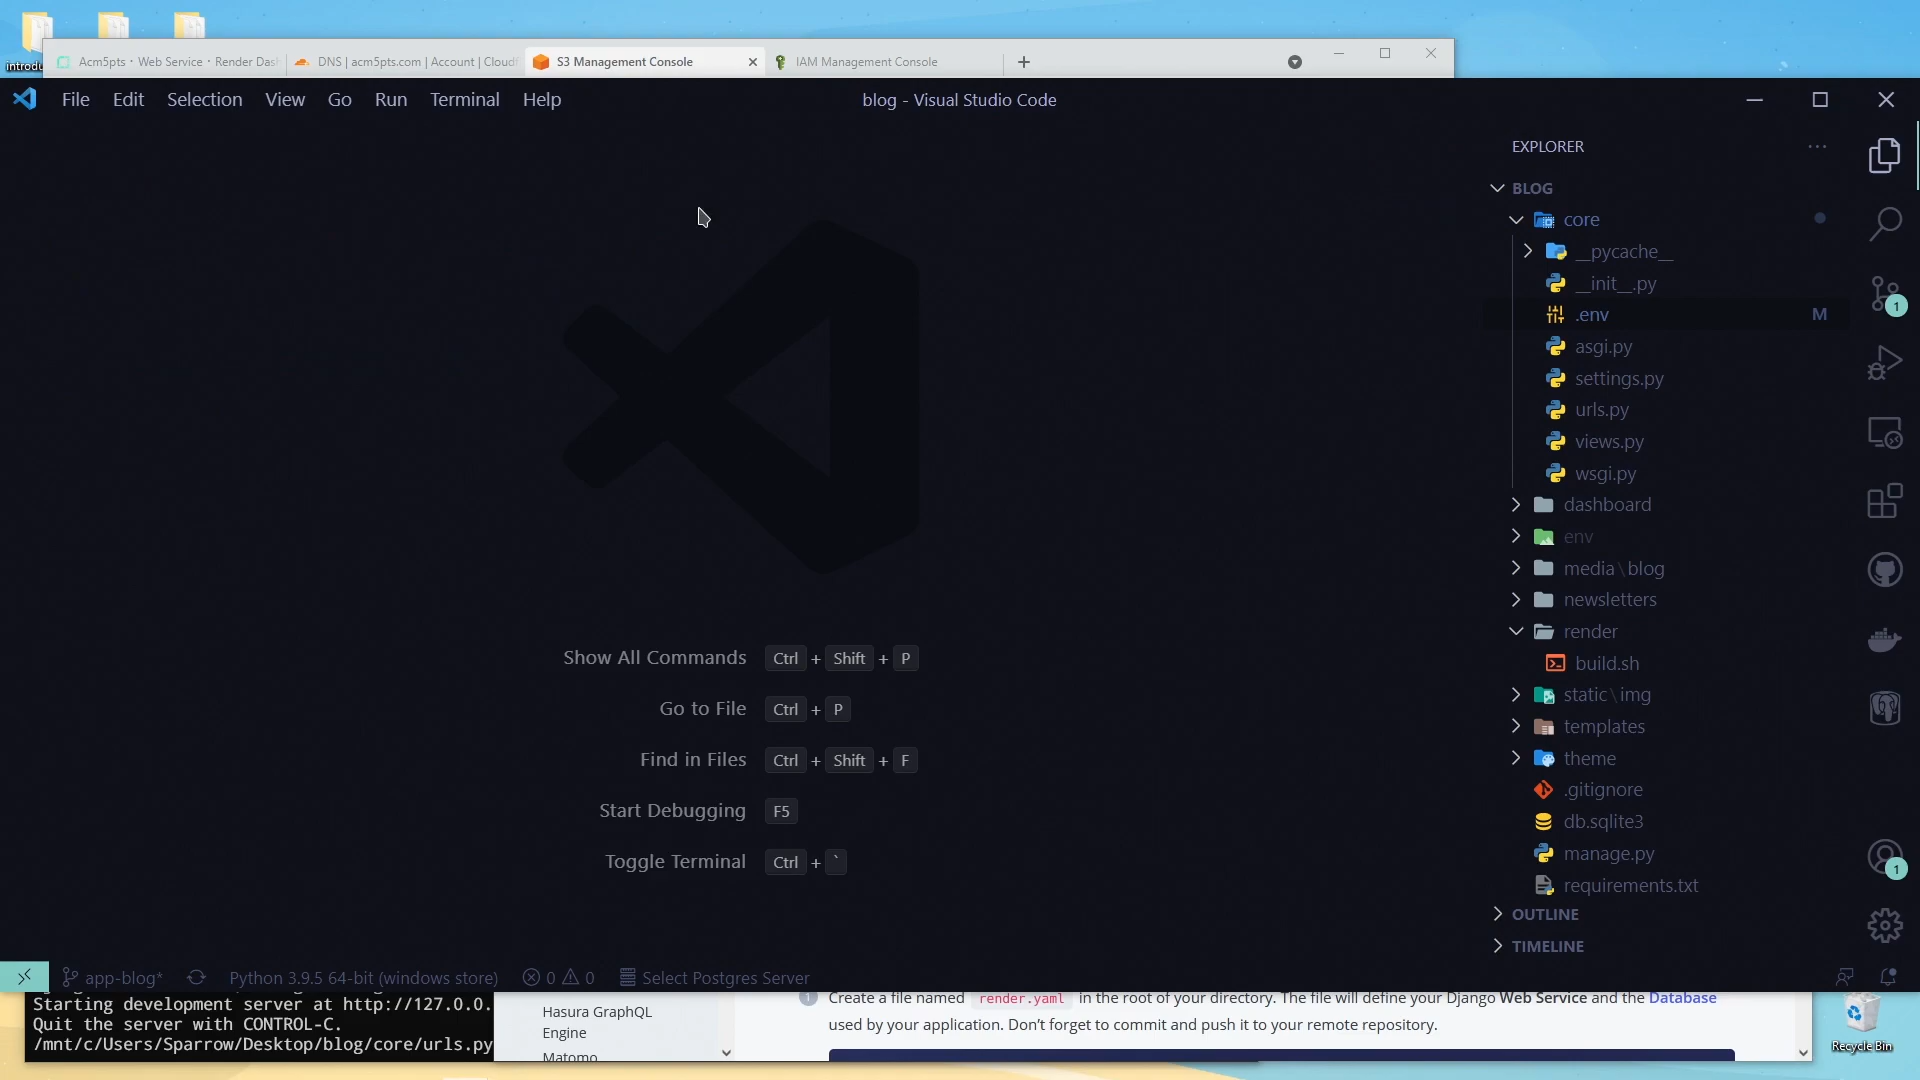 Acm5pts · Web Service · Render Das
DNS | acm5pts.com | Account | Cloudf
S3 Management Console
IAM Management Console
File Edit Selection View Go Run Terminal Help
blog - Visual Studio Code
EXPLORER
BLOG
core
__pycache__
__init__.py
.env M
asgi.py
settings.py
urls.py
views.py
wsgi.py
dashboard
env
media\blog
newsletters
render
build.sh
static\img
templates
theme
.gitignore
db.sqlite3
manage.py
requirements.txt
OUTLINE
TIMELINE
1
1
Show All Commands Ctrl + Shift + P
Go to File Ctrl + P
Find in Files Ctrl + Shift + F
Start Debugging F5
Toggle Terminal Ctrl + `
app-blog* Python 3.9.5 64-bit (windows store) 0 0 Select Postgres Server
Starting development server at http://127.0.0.
Quit the server with CONTROL-C.
/mnt/c/Users/Sparrow/Desktop/blog/core/urls.py
Hasura GraphQL
Engine
Matomo
1 Create a file named render.yaml in the root of your directory. The file will define your Django Web Service and the Database
used by your application. Don't forget to commit and push it to your remote repository.
Recycle Bin